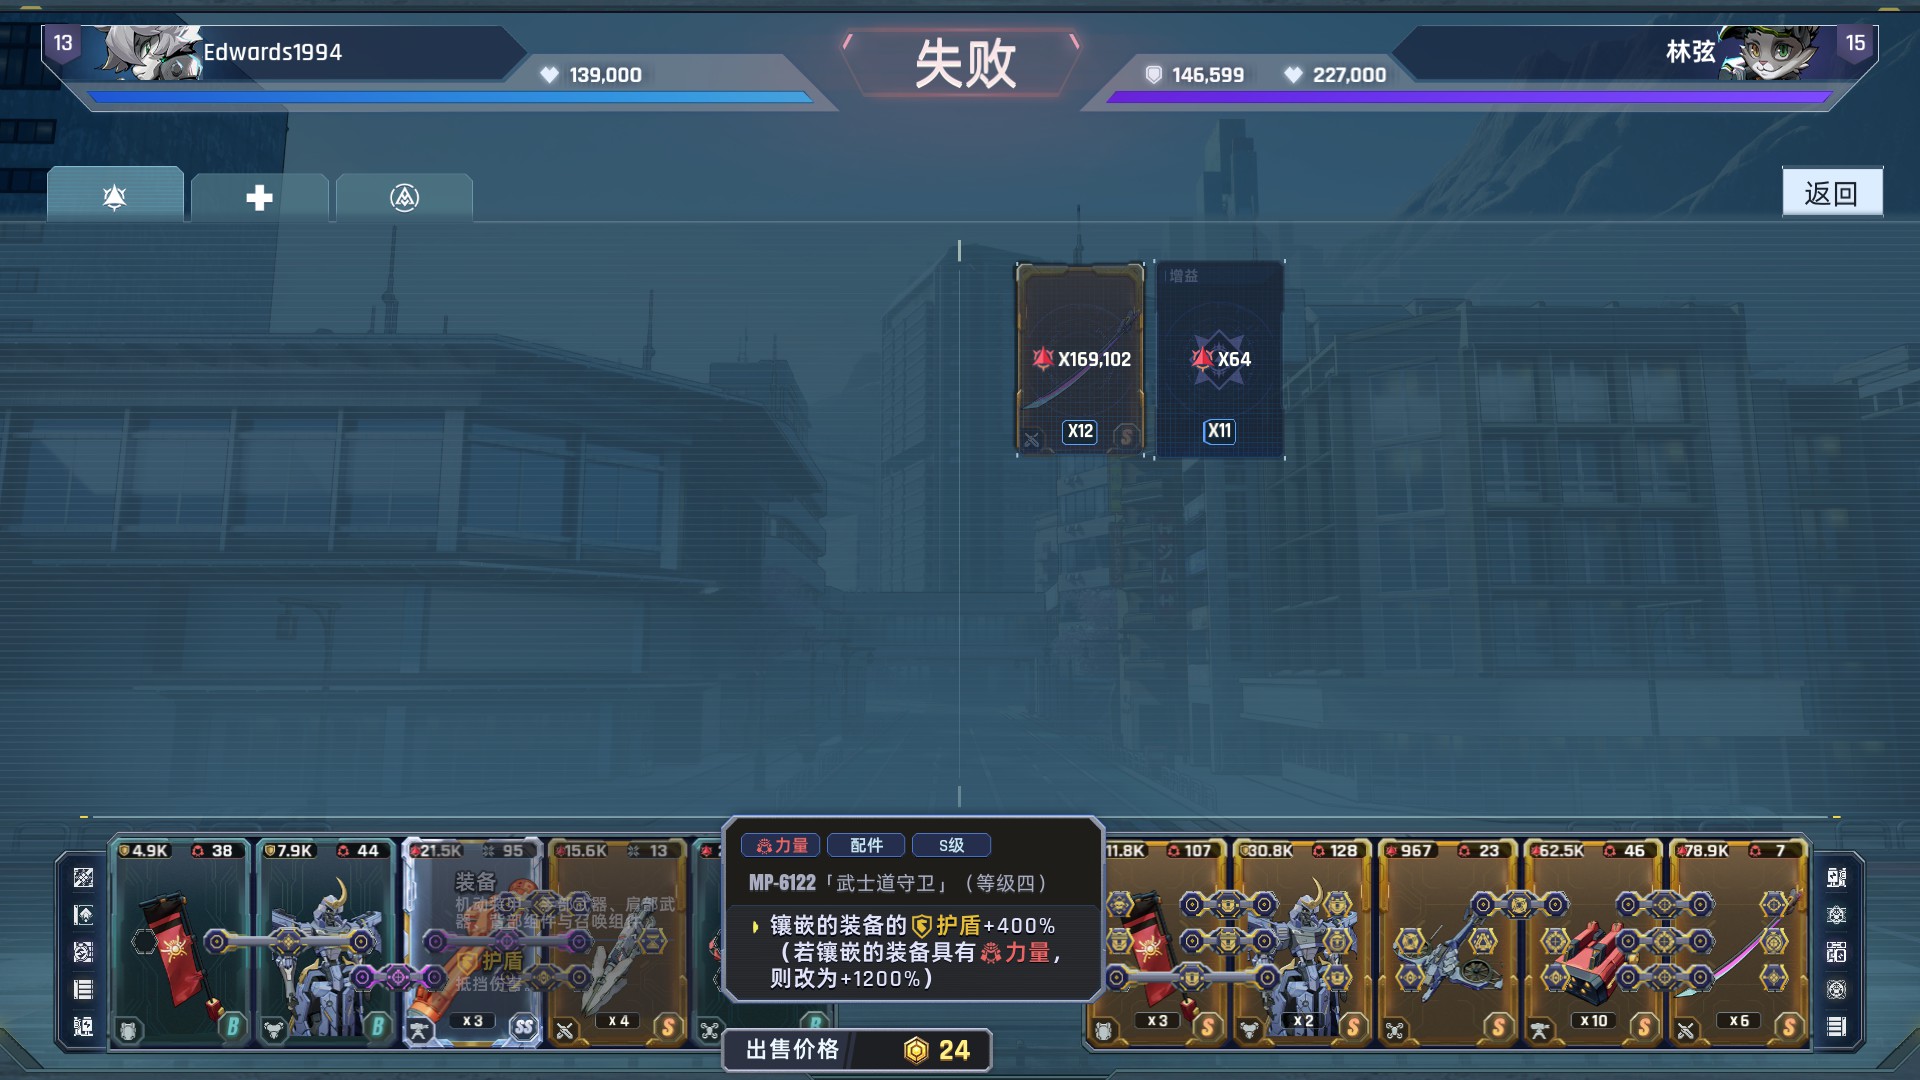 13
Edwards1994
139,000
失败
146,599
227,000
林弦
15
返回
增益
X169,102
X64
X12
S
X11
4.9K
38
B
7.9K
44
B
21.5K
95
装备
护盾
抵挡伤害
x3
SS
15.6K
13
x4
S
力量
配件
S级
MP-6122「武士道守卫」（等级四）
镶嵌的装备的护盾+400%
（若镶嵌的装备具有力量,
则改为+1200%）
出售价格
24
11.8K
107
x3
S
30.8K
128
x2
S
967
23
S
62.5K
46
x10
S
78.9K
7
x6
S